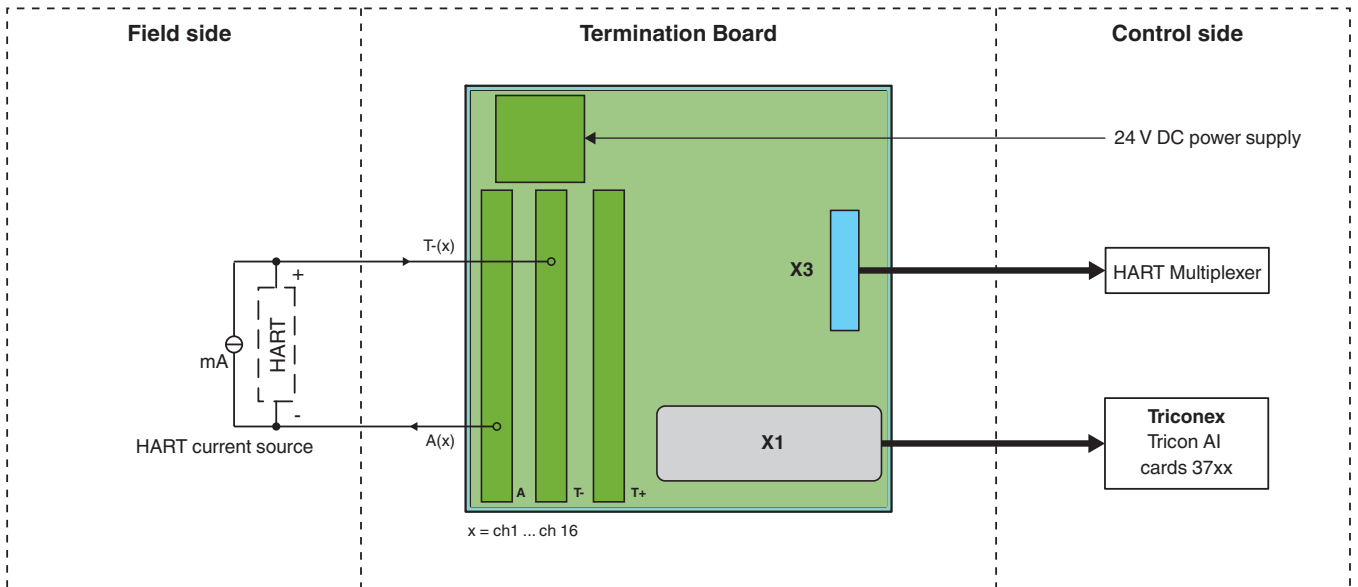 Field side
Termination Board
Control side
24 V DC power supply
T-(x)
X3
HART Multiplexer
+
HART
mA
-
A(x)
HART current source
X1
Triconex
Tricon AI
cards 37xx
A
T-
T+
x = ch1 ... ch 16